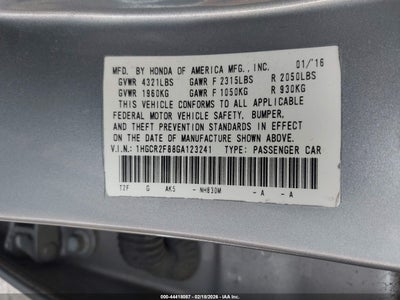 MFD. BY HONDA OF AMERICA MFG., INC. 01/'16
GVWR 4321LBS GAWR F 2315LBS R 2050LBS
GVWR 1960KG GAWR F 1050KG R 930KG
THIS VEHICLE CONFORMS TO ALL APPLICABLE
FEDERAL MOTOR VEHICLE SAFETY, BUMPER,
AND THEFT PREVENTION STANDARDS IN EFFECT
ON THE DATE OF MANUFACTURE SHOWN ABOVE.
V.I.N.: 1HGCR2F88GA123241 TYPE: PASSENGER CAR
T2F G AK5 - NH830M - A - A
000-44418087 - 02/18/2026 - IAAI.COM